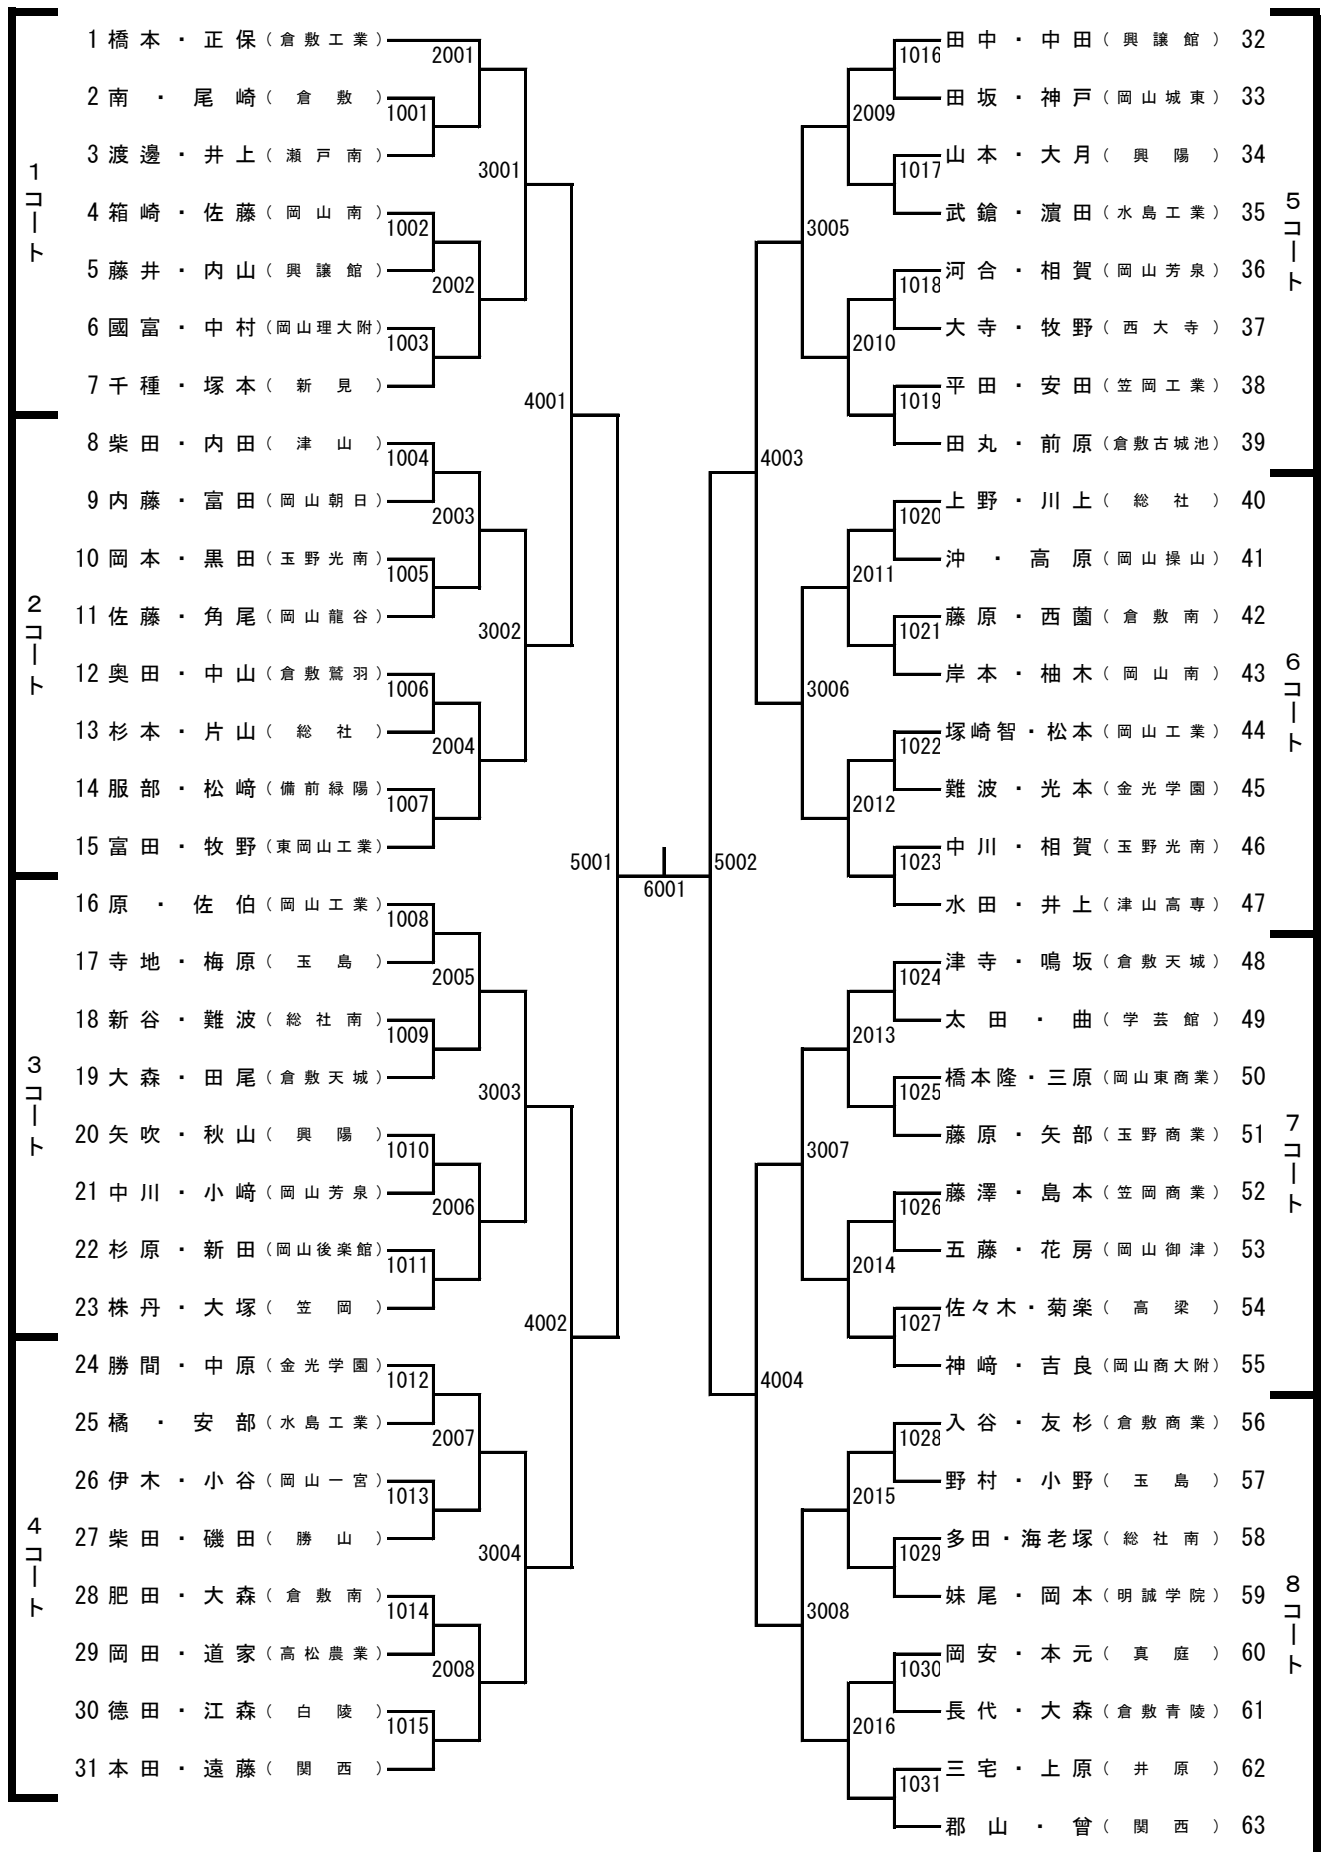 1コート
1 橋本・正保（倉敷工業）
2 南・尾崎（倉敷）
3 渡邊・井上（瀬戸南）
4 箱崎・佐藤（岡山南）
5 藤井・内山（興譲館）
6 國富・中村（岡山理大附）
7 千種・塚本（新見）
2コート
8 柴田・内田（津山）
9 内藤・富田（岡山朝日）
10 岡本・黒田（玉野光南）
11 佐藤・角尾（岡山龍谷）
12 奥田・中山（倉敷鷲羽）
13 杉本・片山（総社）
14 服部・松﨑（備前緑陽）
15 富田・牧野（東岡山工業）
3コート
16 原・佐伯（岡山工業）
17 寺地・梅原（玉島）
18 新谷・難波（総社南）
19 大森・田尾（倉敷天城）
20 矢吹・秋山（興陽）
21 中川・小﨑（岡山芳泉）
22 杉原・新田（岡山後楽館）
23 株丹・大塚（笠岡）
4コート
24 勝間・中原（金光学園）
25 橘・安部（水島工業）
26 伊木・小谷（岡山一宮）
27 柴田・磯田（勝山）
28 肥田・大森（倉敷南）
29 岡田・道家（高松農業）
30 德田・江森（白陵）
31 本田・遠藤（関西）
1001
1002
1003
1004
1005
1006
1007
1008
1009
1010
1011
1012
1013
1014
1015
2001
2002
2003
2004
2005
2006
2007
2008
3001
3002
3003
3004
4001
4002
5001
6001
5002
4003
4004
3005
3006
3007
3008
2009
2010
2011
2012
2013
2014
2015
2016
1016
1017
1018
1019
1020
1021
1022
1023
1024
1025
1026
1027
1028
1029
1030
1031
5コート
田中・中田（興譲館） 32
田坂・神戸（岡山城東） 33
山本・大月（興陽） 34
武鎗・濵田（水島工業） 35
河合・相賀（岡山芳泉） 36
大寺・牧野（西大寺） 37
平田・安田（笠岡工業） 38
田丸・前原（倉敷古城池） 39
6コート
上野・川上（総社） 40
沖・高原（岡山操山） 41
藤原・西薗（倉敷南） 42
岸本・柚木（岡山南） 43
塚崎智・松本（岡山工業） 44
難波・光本（金光学園） 45
中川・相賀（玉野光南） 46
水田・井上（津山高専） 47
7コート
津寺・鳴坂（倉敷天城） 48
太田・曲（学芸館） 49
橋本隆・三原（岡山東商業） 50
藤原・矢部（玉野商業） 51
藤澤・島本（笠岡商業） 52
五藤・花房（岡山御津） 53
佐々木・菊楽（高梁） 54
神﨑・吉良（岡山商大附） 55
8コート
入谷・友杉（倉敷商業） 56
野村・小野（玉島） 57
多田・海老塚（総社南） 58
妹尾・岡本（明誠学院） 59
岡安・本元（真庭） 60
長代・大森（倉敷青陵） 61
三宅・上原（井原） 62
郡山・曾（関西） 63